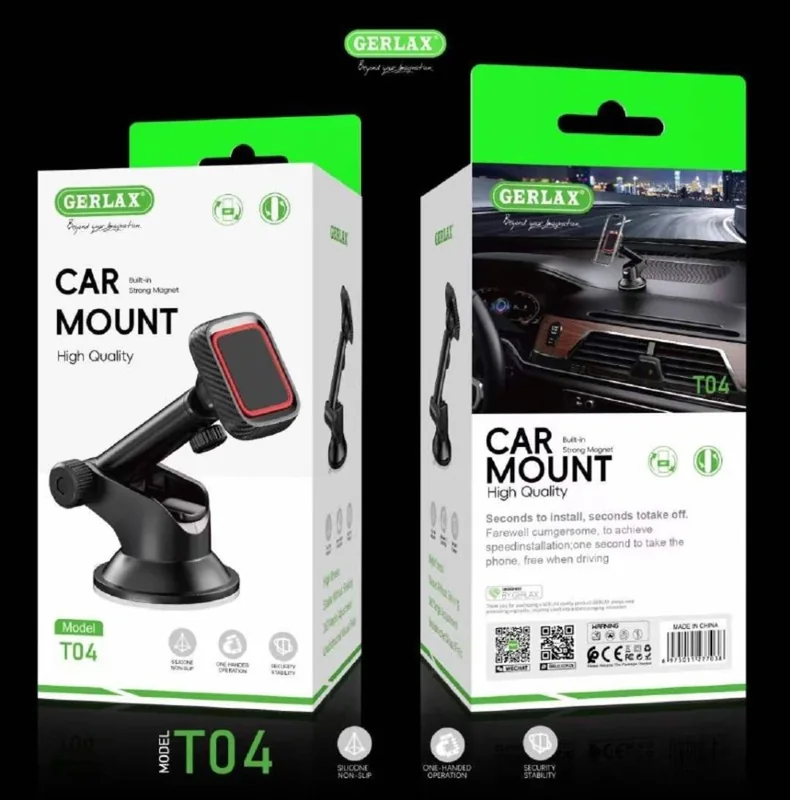 GERLAX
Beyond your Imagination
GERLAX
Beyond your Imagination
CAR
MOUNT
Built-in
Strong Magnet
High Quality
Model
T04
SILICONE
NON-SLIP
ONE-HANDED
OPERATION
SECURITY
STABILITY
GERLAX
GERLAX
GERLAX
Beyond your Imagination
T04
CAR
MOUNT
Built-in
Strong Magnet
High Quality
Seconds to install, seconds totake off.
Farewell cumgersome, to achieve
speedinstallation;one second to take the
phone, free when driving
BY GERLAX
WECHAT
WARNING
MADE IN CHINA
MODEL
T04
SILICONE
NON-SLIP
ONE-HANDED
OPERATION
SECURITY
STABILITY